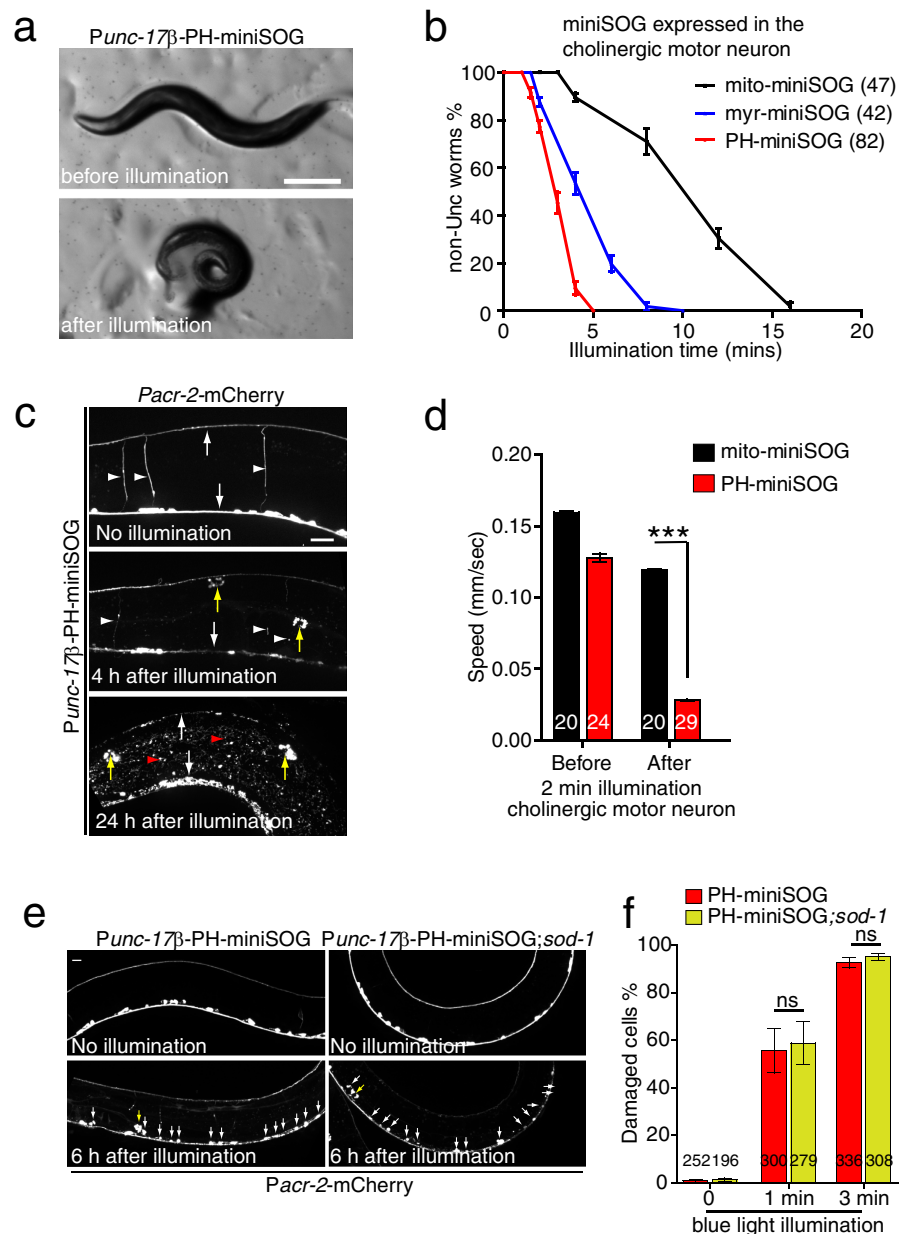 a
Punc-17β-PH-miniSOG
before illumination
after illumination
b
miniSOG expressed in the
cholinergic motor neuron
mito-miniSOG (47)
myr-miniSOG (42)
PH-miniSOG (82)
non-Unc worms %
100
80
60
40
20
0
0 5 10 15 20
Illumination time (mins)
c
Pacr-2-mCherry
Punc-17β-PH-miniSOG
No illumination
4 h after illumination
24 h after illumination
d
mito-miniSOG
PH-miniSOG
Speed (mm/sec)
0.20
0.15
0.10
0.05
0.00
***
20 24 20 29
Before After
2 min illumination
cholinergic motor neuron
e
Punc-17β-PH-miniSOG Punc-17β-PH-miniSOG;sod-1
No illumination No illumination
6 h after illumination 6 h after illumination
Pacr-2-mCherry
f
PH-miniSOG
PH-miniSOG;sod-1
Damaged cells %
100
80
60
40
20
0
ns
ns
252 196 300 279 336 308
0 1 min 3 min
blue light illumination